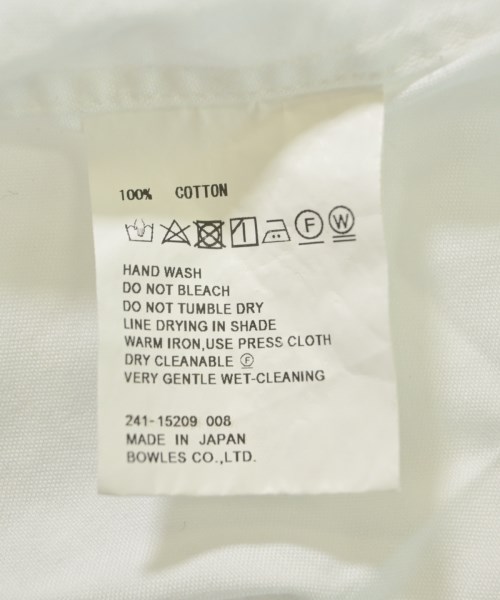 100% COTTON
F W
HAND WASH
DO NOT BLEACH
DO NOT TUMBLE DRY
LINE DRYING IN SHADE
WARM IRON,USE PRESS CLOTH
DRY CLEANABLE Ⓕ
VERY GENTLE WET-CLEANING
241-15209 008
MADE IN JAPAN
BOWLES CO.,LTD.